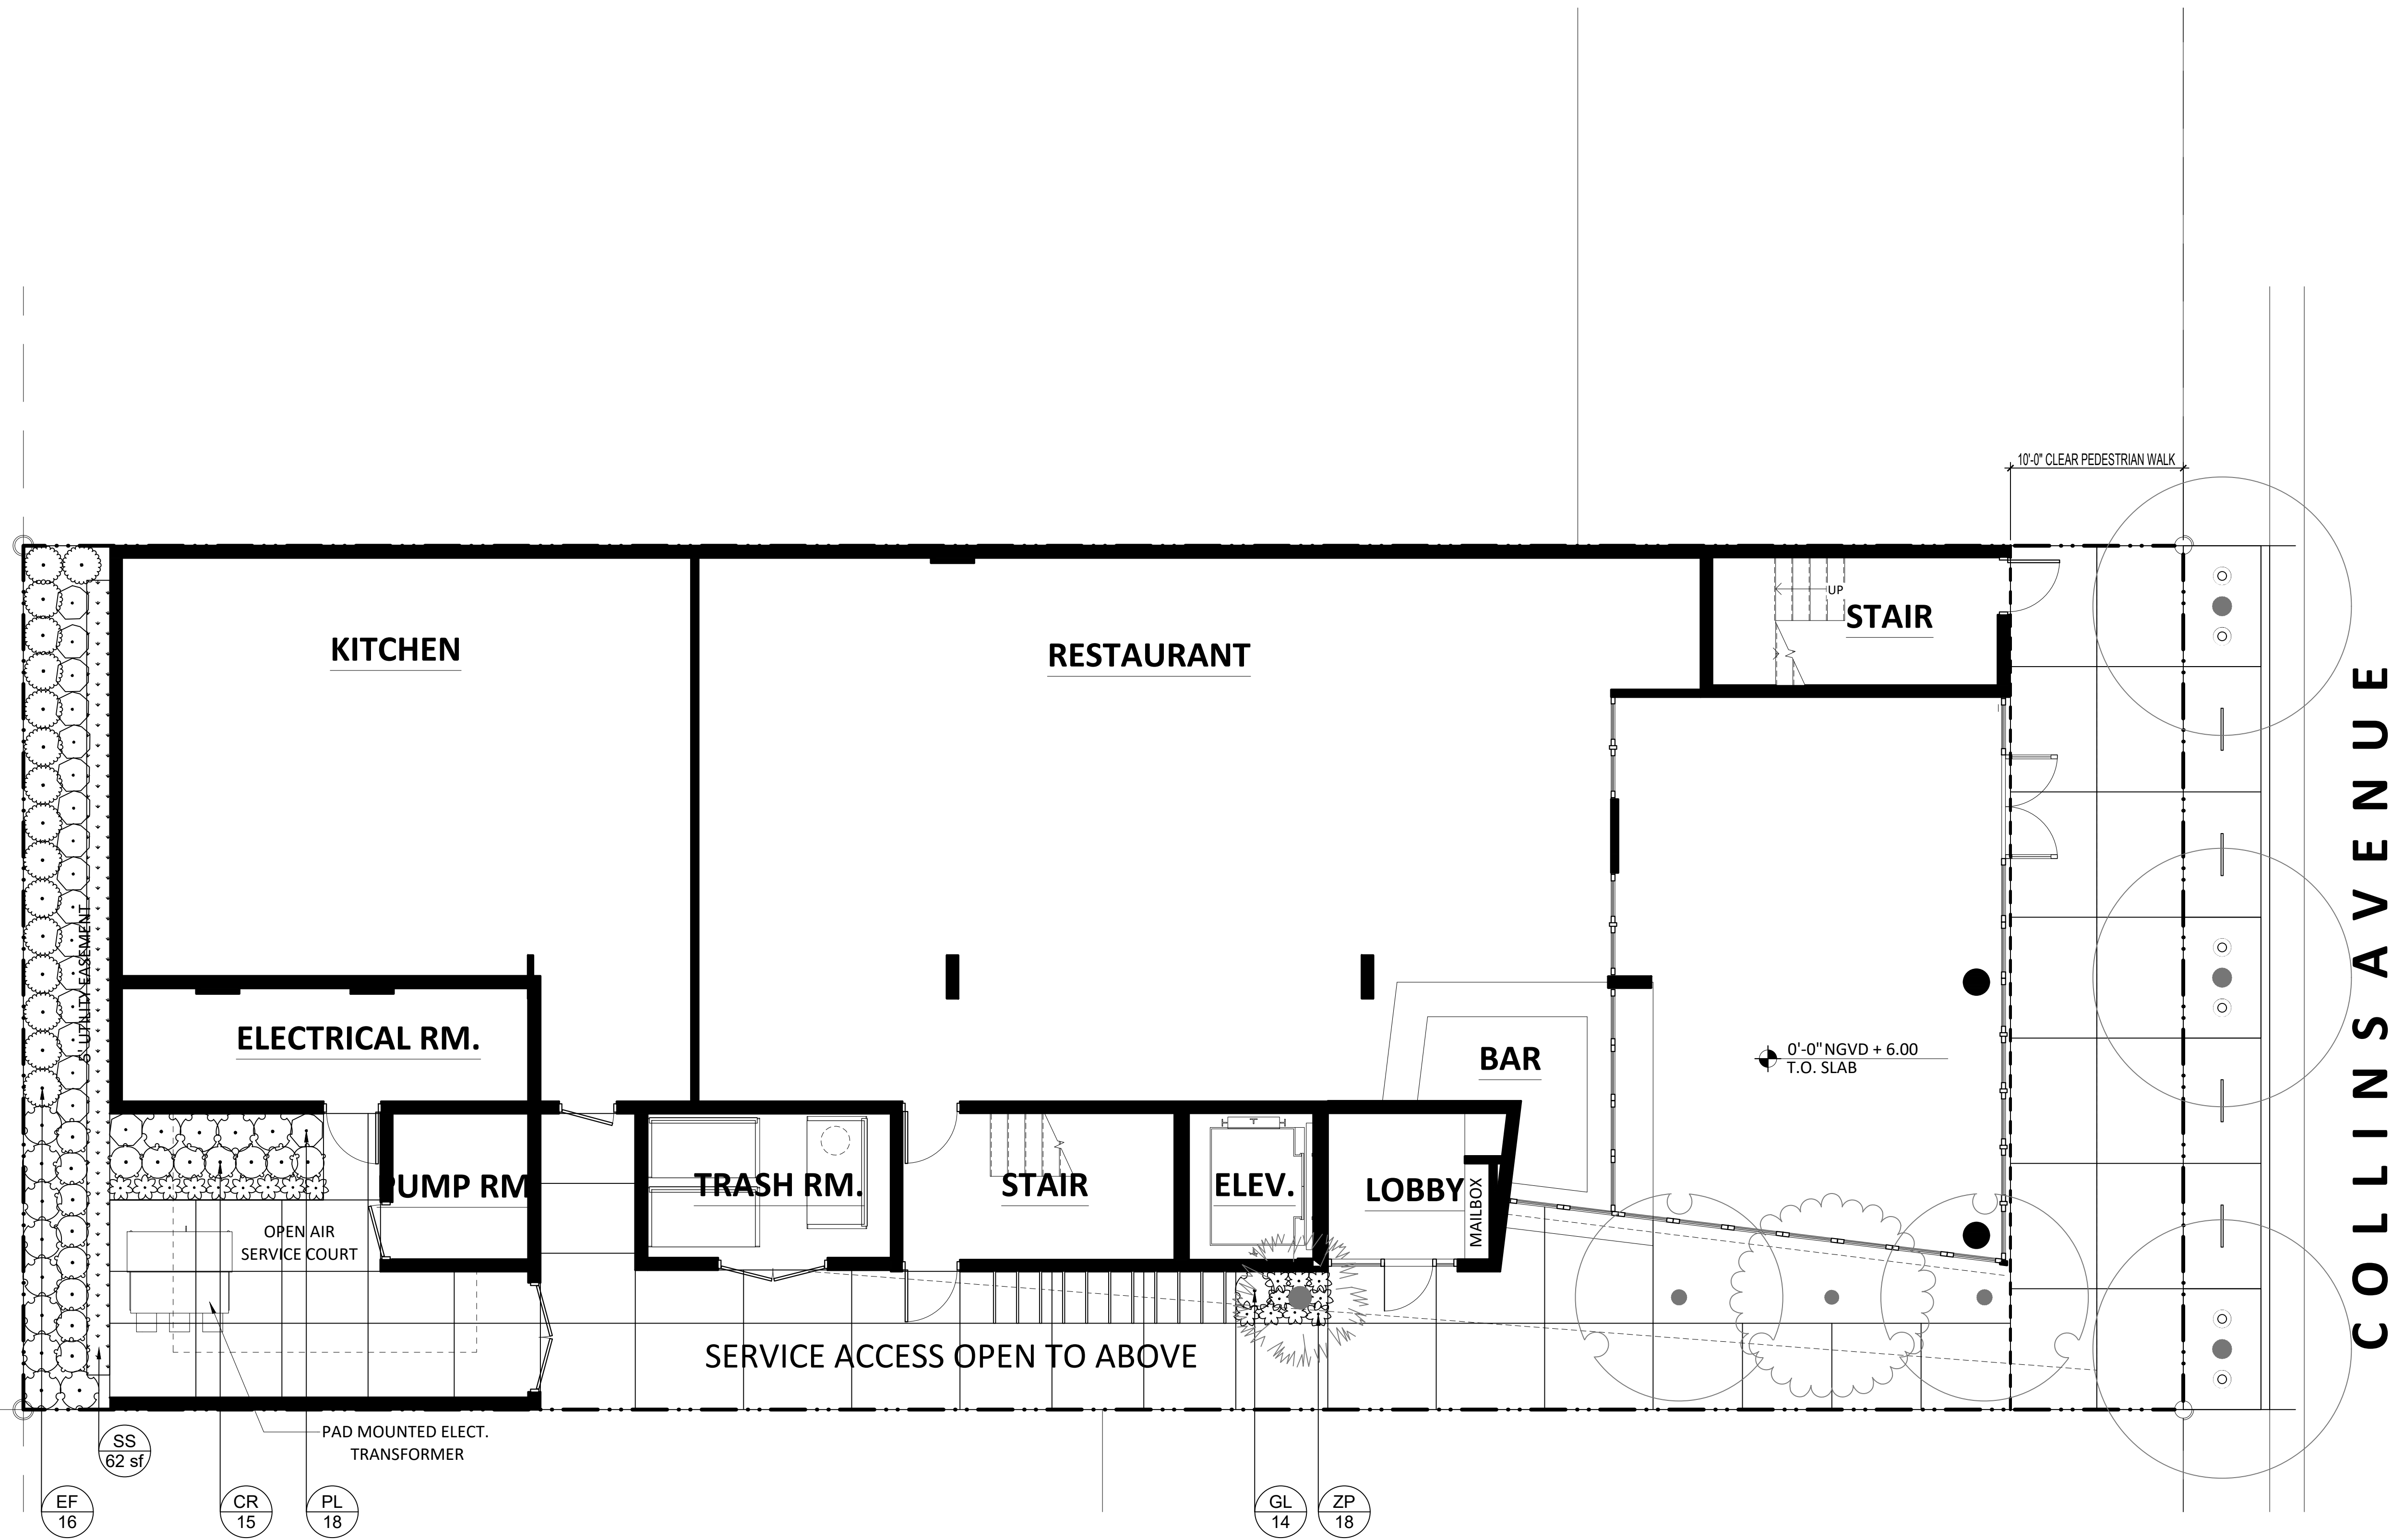 10'-0" CLEAR PEDESTRIAN WALK
UP
STAIR
KITCHEN
RESTAURANT
COLLINS AVENUE
5' UTILITY EASEMENT
ELECTRICAL RM.
BAR
0'-0" NGVD + 6.00
T.O. SLAB
PUMP RM
TRASH RM.
STAIR
ELEV.
LOBBY
MAILBOX
OPEN AIR
SERVICE COURT
SERVICE ACCESS OPEN TO ABOVE
PAD MOUNTED ELECT.
TRANSFORMER
SS
62 sf
EF
16
CR
15
PL
18
GL
14
ZP
18